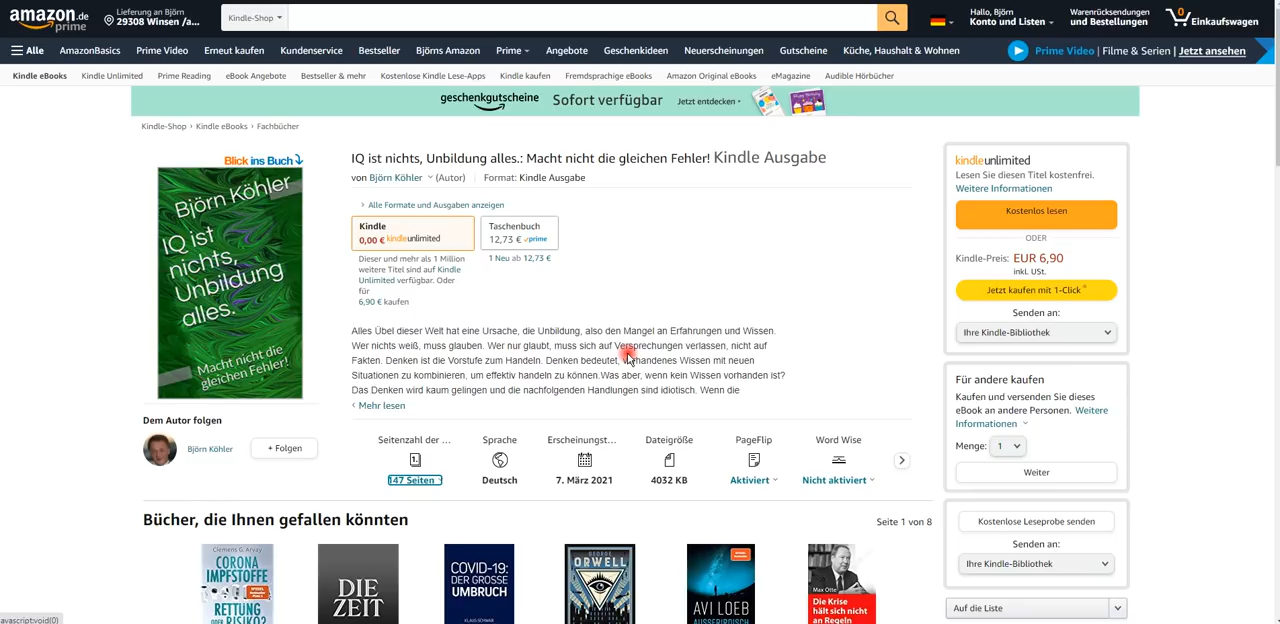 amazon.de
prime
Lieferung an Björn
29308 Winsen /a...
Kindle-Shop
Hallo, Björn
Konto und Listen
Warenrücksendungen
und Bestellungen
0
Einkaufswagen
Alle
AmazonBasics
Prime Video
Erneut kaufen
Kundenservice
Bestseller
Björns Amazon
Prime
Angebote
Geschenkideen
Neuerscheinungen
Gutscheine
Küche, Haushalt & Wohnen
Prime Video | Filme & Serien | Jetzt ansehen
Kindle eBooks
Kindle Unlimited
Prime Reading
eBook Angebote
Bestseller & mehr
Kostenlose Kindle Lese-Apps
Kindle kaufen
Fremdsprachige eBooks
Amazon Original eBooks
eMagazine
Audible Hörbücher
geschenkgutscheine
Sofort verfügbar
Jetzt entdecken ›
Kindle-Shop › Kindle eBooks › Fachbücher
Blick ins Buch
Björn Köhler
IQ ist
nichts,
Unbildung
alles.
Macht nicht die
gleichen Fehler!
Dem Autor folgen
Björn Köhler
+ Folgen
IQ ist nichts, Unbildung alles.: Macht nicht die gleichen Fehler! Kindle Ausgabe
von Björn Köhler (Autor) Format: Kindle Ausgabe
› Alle Formate und Ausgaben anzeigen
Kindle
0,00 € kindleunlimited
Taschenbuch
12,73 € prime
Dieser und mehr als 1 Million
weitere Titel sind auf Kindle
Unlimited verfügbar. Oder
für
6,90 € kaufen
1 Neu ab 12,73 €
Alles Übel dieser Welt hat eine Ursache, die Unbildung, also den Mangel an Erfahrungen und Wissen.
Wer nichts weiß, muss glauben. Wer nur glaubt, muss sich auf Versprechungen verlassen, nicht auf
Fakten. Denken ist die Vorstufe zum Handeln. Denken bedeutet, vorhandenes Wissen mit neuen
Situationen zu kombinieren, um effektiv handeln zu können.Was aber, wenn kein Wissen vorhanden ist?
Das Denken wird kaum gelingen und die nachfolgenden Handlungen sind idiotisch. Wenn die
‹ Mehr lesen
Seitenzahl der ...
147 Seiten
Sprache
Deutsch
Erscheinungst...
7. März 2021
Dateigröße
4032 KB
PageFlip
Aktiviert
Word Wise
Nicht aktiviert
kindleunlimited
Lesen Sie diesen Titel kostenfrei.
Weitere Informationen
Kostenlos lesen
ODER
Kindle-Preis: EUR 6,90
inkl. USt.
Jetzt kaufen mit 1-Click
Senden an:
Ihre Kindle-Bibliothek
Für andere kaufen
Kaufen und versenden Sie dieses
eBook an andere Personen. Weitere
Informationen
Menge: 1
Weiter
Kostenlose Leseprobe senden
Senden an:
Ihre Kindle-Bibliothek
Auf die Liste
Bücher, die Ihnen gefallen könnten
Seite 1 von 8
Clemens G. Arvay
CORONA
IMPFSTOFFE
RETTUNG
ODER RISIKO?
DIE
ZEIT
COVID-19:
DER GROSSE
UMBRUCH
KLAUS SCHWAB
GEORGE
ORWELL
AVI LOEB
AUSSERIRDISCH
Max Otte
Die Krise
hält sich nicht
an Regeln
avascript:void(0)